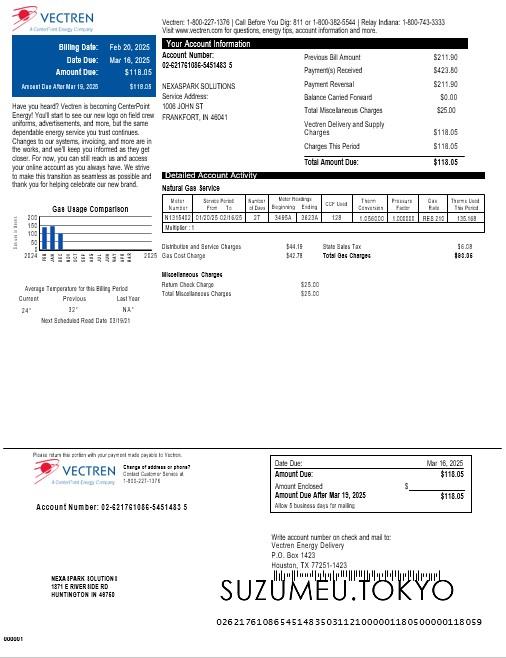 VECTREN
A CenterPoint Energy Company
Vectren: 1-800-227-1376 | Call Before You Dig: 811 or 1-800-382-5544 | Relay Indiana: 1-800-743-3333
Visit www.vectren.com for questions, energy tips, account information and more.
Billing Date: Feb 20, 2025
Due Date: Mar 16, 2025
Amount Due: $118.05
Amount Due After Mar 19, 2025 $118.05
Have you heard? Vectren is becoming CenterPoint
Energy! You'll start to see our new logo on field crew
uniforms, advertisements, and more, but the same
dependable energy service you trust continues.
Changes to our systems, invoicing, and more are in
the works, and we'll keep you informed as they get
closer. For now, you can still reach us and access
your online account as you always have. We strive
to make this transition as seamless as possible and
thank you for helping celebrate our new brand.
Your Account Information
Account Number:
02-621761086-5451483 5
NEXASPARK SOLUTIONS
Service Address:
1006 JOHN ST
FRANKFORT, IN 46041
Previous Bill Amount $211.90
Payment(s) Received $423.80
Payment Reversal $211.90
Balance Carried Forward $0.00
Total Miscellaneous Charges $25.00
Vectren Delivery and Supply
Charges $118.05
Charges This Period $118.05
Total Amount Due: $118.05
Detailed Account Activity
Natural Gas Service
Motor Number
Service Period From To
Number of Days
Motor Readings Beginning Ending
CCF Used
Therm Conversion
Pressure Factor
Gas Rate
Therms Used This Period
N1315402 01/20/25 02/16/25 27 3495A 3623A 128 1.056000 1.000000 RES 210 135.168
Multiplier : 1
Distribution and Service Charges $44.19
Gas Cost Charge $42.78
State Sales Tax $6.08
Total Gas Charges
Miscellaneous Charges
Return Check Charge $25.00
Total Miscellaneous Charges $25.00
Gas Usage Comparison
200
150
100
50
0
2024 FEB JAN DEC NOV OCT SEP AUG JUL JUN MAY APR MAR 2025
Average Temperature for this Billing Period
Current Previous Last Year
24° 32° NA*
Next Scheduled Read Date 03/19/21
Please return this portion with your payment made payable to Vectren.
VECTREN
A CenterPoint Energy Company
Change of address or phone?
Contact Customer Service at
1-800-227-1376
Account Number: 02-621761086-5451483 5
Date Due: Mar 16, 2025
Amount Due: $118.05
Amount Enclosed $
Amount Due After Mar 19, 2025 $118.05
Allow 5 business days for mailing
Write account number on check and mail to:
Vectren Energy Delivery
P.O. Box 1423
Houston, TX 77251-1423
NEXASPARK SOLUTIONS
1371 E RIVERSIDE RD
HUNTINGTON IN 46750
SUZUMEU.TOKYO
000001